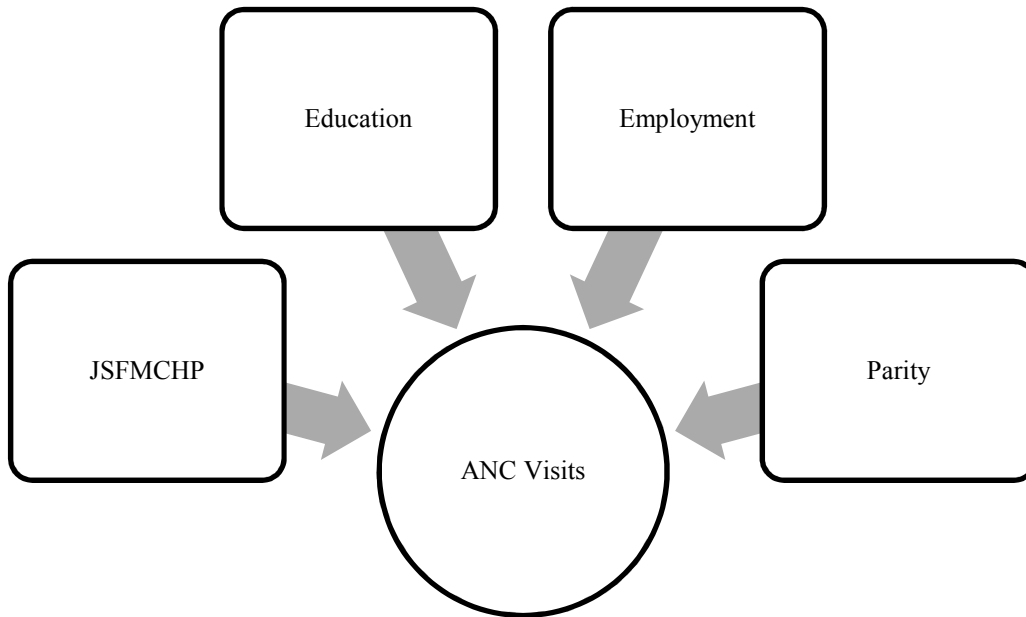 Education
Employment
JSFMCHP
Parity
ANC Visits